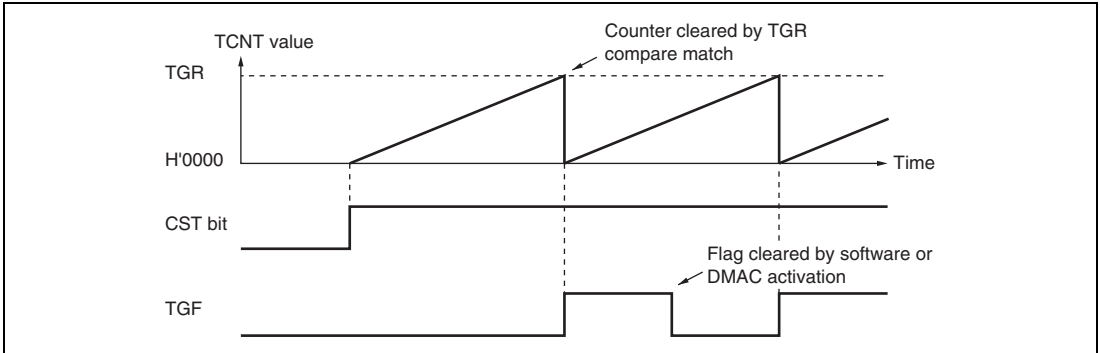 Counter cleared by TGR
compare match
TCNT value
TGR
H'0000
Time
CST bit
Flag cleared by software or
DMAC activation
TGF